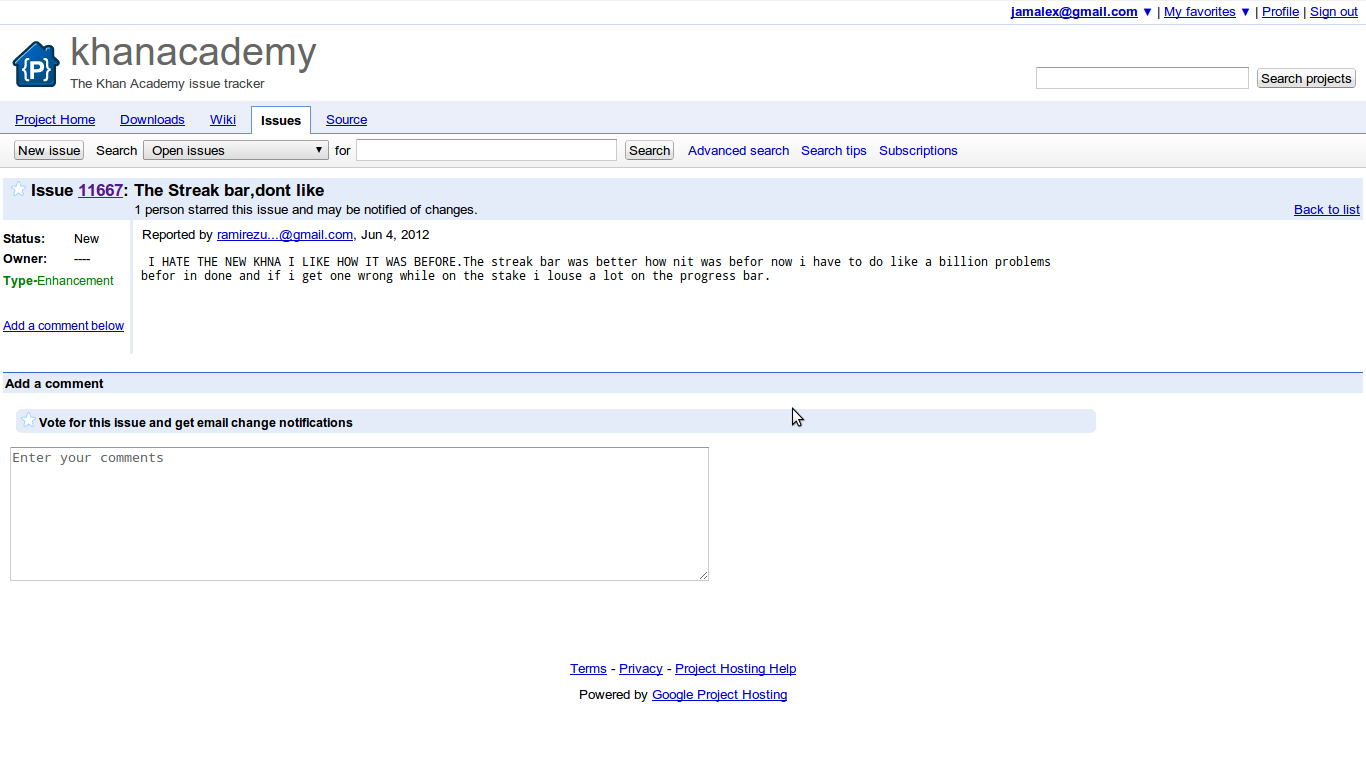 jamalex@gmail.com ▼ | My favorites ▼ | Profile | Sign out
{P}
khanacademy
The Khan Academy issue tracker
Search projects
Project Home Downloads Wiki Issues Source
New issue Search Open issues ▼ for Search Advanced search Search tips Subscriptions
Issue 11667: The Streak bar,dont like
1 person starred this issue and may be notified of changes. Back to list
Status: New
Owner: ----
Type-Enhancement
Add a comment below
Reported by ramirezu...@gmail.com, Jun 4, 2012
I HATE THE NEW KHNA I LIKE HOW IT WAS BEFORE.The streak bar was better how nit was befor now i have to do like a billion problems
befor in done and if i get one wrong while on the stake i louse a lot on the progress bar.
Add a comment
Vote for this issue and get email change notifications
Enter your comments
Terms - Privacy - Project Hosting Help
Powered by Google Project Hosting